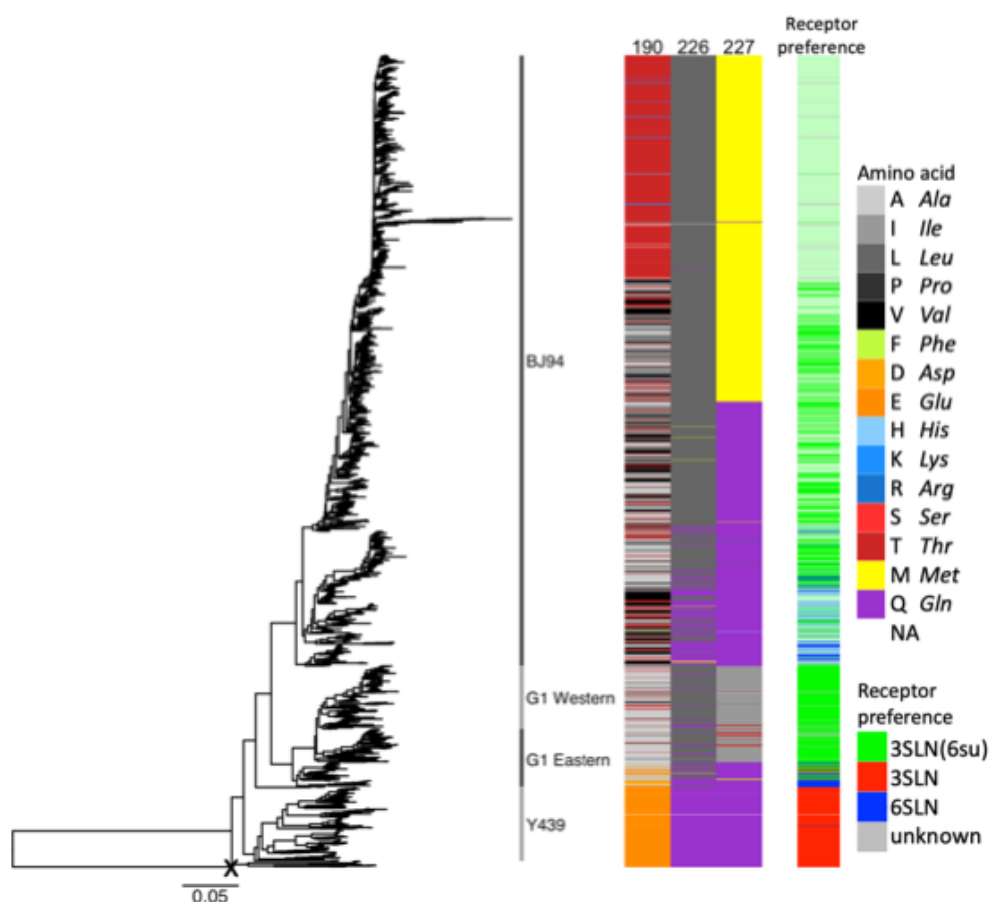 Receptor
preference
190 226 227
BJ94
G1 Western
G1 Eastern
Y439
X
0.05
Amino acid
A Ala
I Ile
L Leu
P Pro
V Val
F Phe
D Asp
E Glu
H His
K Lys
R Arg
S Ser
T Thr
M Met
Q Gln
NA
Receptor
preference
3SLN(6su)
3SLN
6SLN
unknown